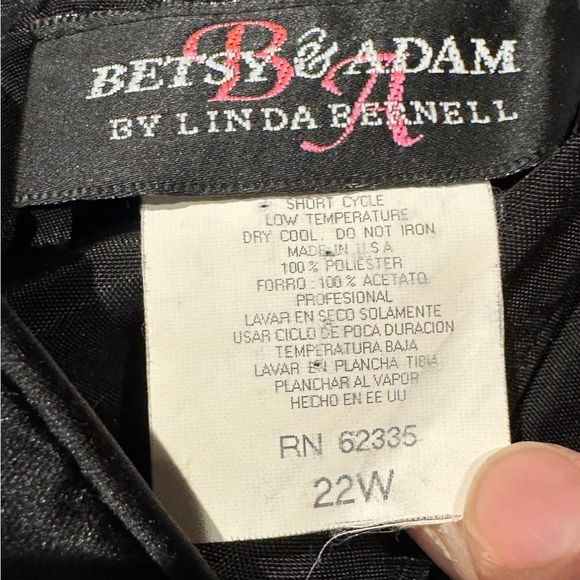 BETSY & ADAM
BA
BY LINDA BERNELL
SHORT CYCLE
LOW TEMPERATURE
DRY COOL. DO NOT IRON
MADE IN U.S.A
100% POLIESTER
FORRO: 100% ACETATO
PROFESIONAL
LAVAR EN SECO SOLAMENTE
USAR CICLO DE POCA DURACION
TEMPERATURA BAJA
LAVAR EN PLANCHA TIBIA
PLANCHAR AL VAPOR
HECHO EN EE UU
RN 62335
22W